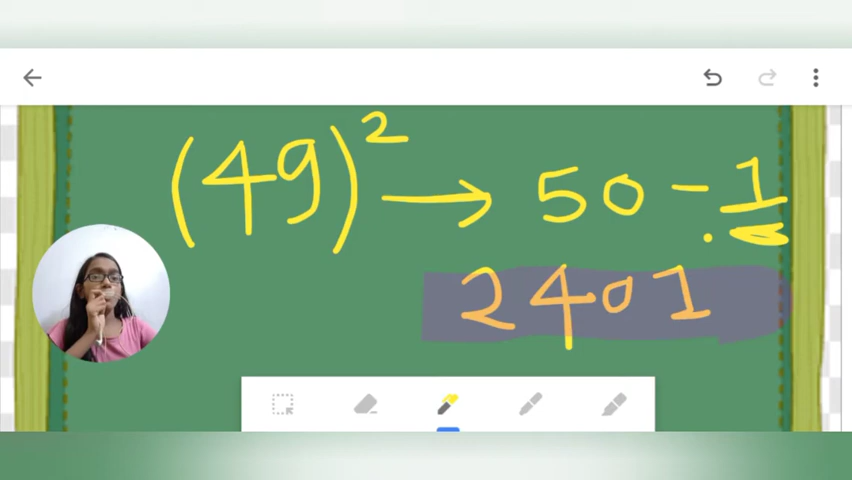 (49)² → 50 - 1
2401